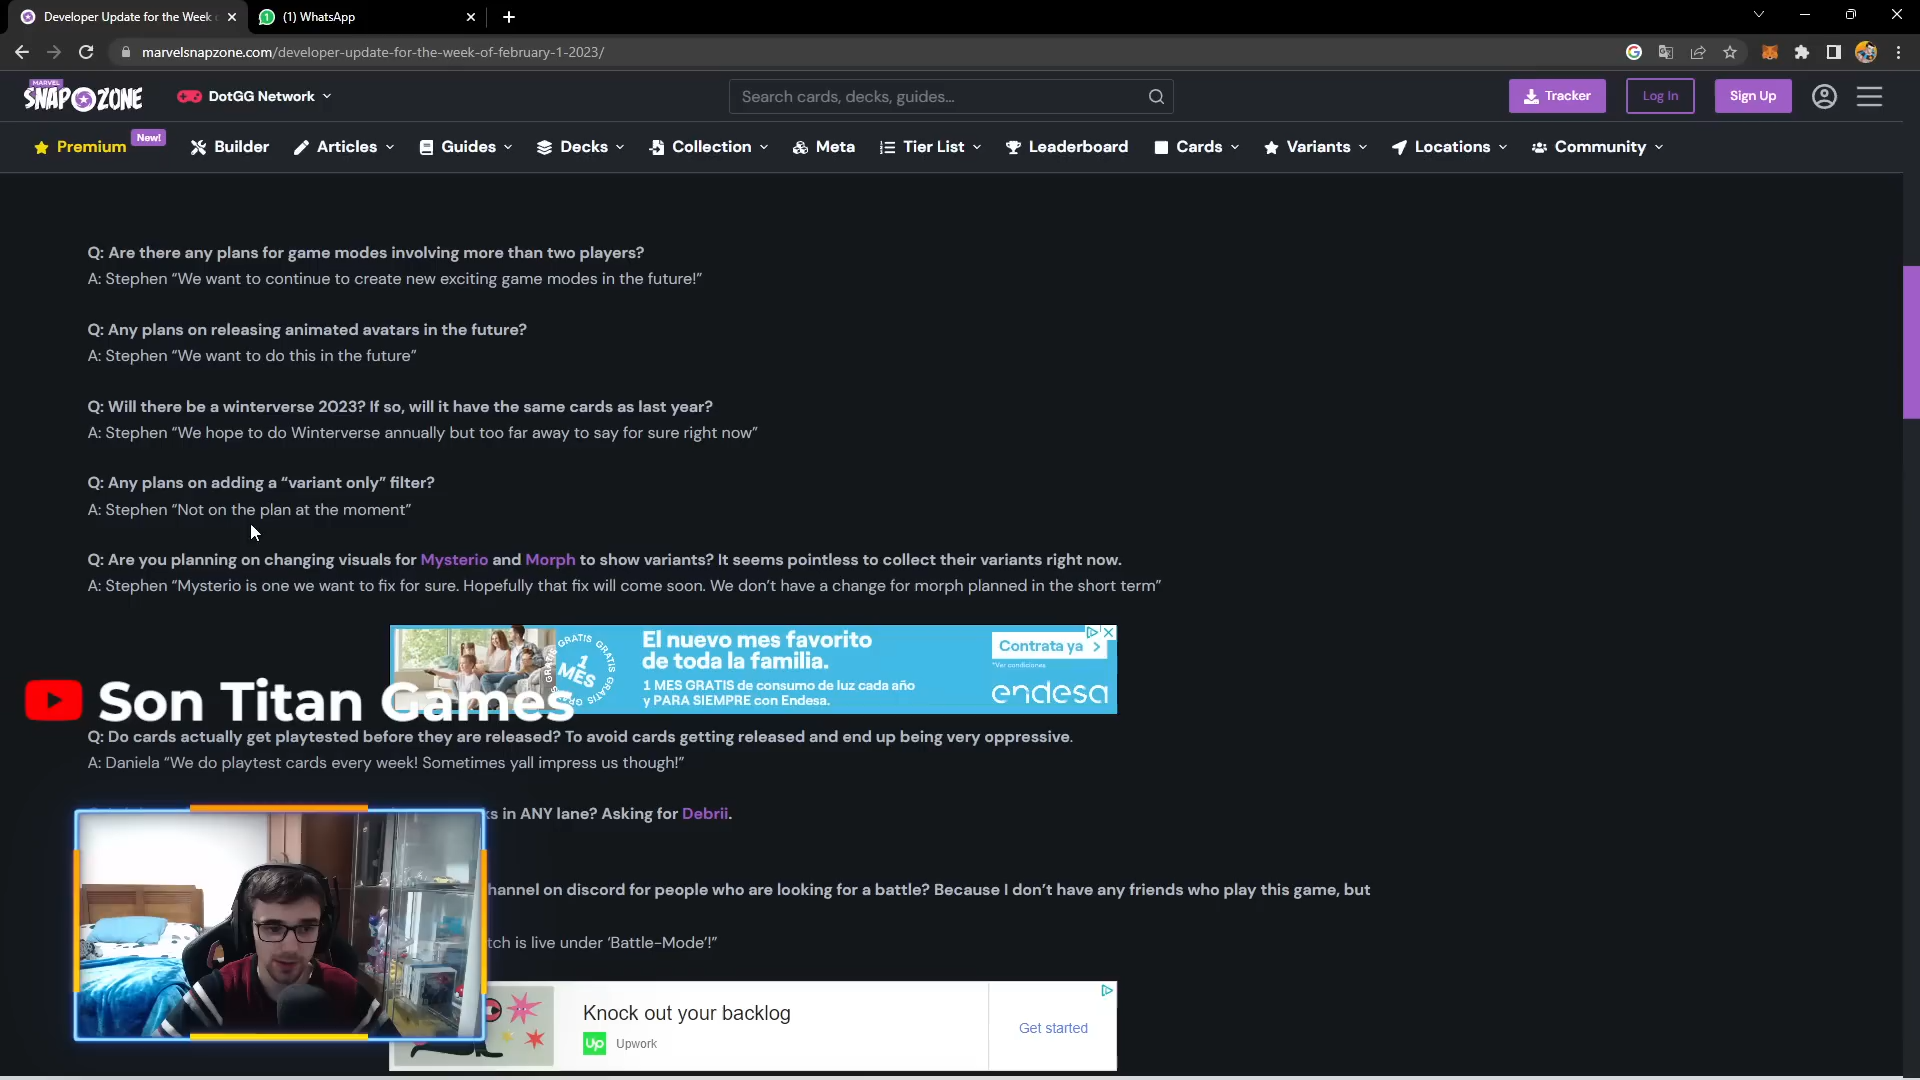 Developer Update for the Week
(1) WhatsApp
marvelsnapzone.com/developer-update-for-the-week-of-february-1-2023/
MARVEL
SNAP ZONE
DotGG Network
Search cards, decks, guides...
Tracker
Log In
Sign Up
Premium
New!
Builder
Articles
Guides
Decks
Collection
Meta
Tier List
Leaderboard
Cards
Variants
Locations
Community
Q: Are there any plans for game modes involving more than two players?
A: Stephen “We want to continue to create new exciting game modes in the future!”
Q: Any plans on releasing animated avatars in the future?
A: Stephen “We want to do this in the future”
Q: Will there be a winterverse 2023? If so, will it have the same cards as last year?
A: Stephen “We hope to do Winterverse annually but too far away to say for sure right now”
Q: Any plans on adding a “variant only” filter?
A: Stephen “Not on the plan at the moment”
Q: Are you planning on changing visuals for Mysterio and Morph to show variants? It seems pointless to collect their variants right now.
A: Stephen “Mysterio is one we want to fix for sure. Hopefully that fix will come soon. We don’t have a change for morph planned in the short term”
GRATIS GRATIS GRATIS
1 MES
El nuevo mes favorito
de toda la familia.
1 MES GRATIS de consumo de luz cada año
y PARA SIEMPRE con Endesa.
Contrata ya
*Ver condiciones
endesa
Son Titan Games
Q: Do cards actually get playtested before they are released? To avoid cards getting released and end up being very oppressive.
A: Daniela “We do playtest cards every week! Sometimes yall impress us though!”
ks in ANY lane? Asking for Debrii.
hannel on discord for people who are looking for a battle? Because I don’t have any friends who play this game, but
tch is live under ‘Battle-Mode’!”
Knock out your backlog
Up
Upwork
Get started